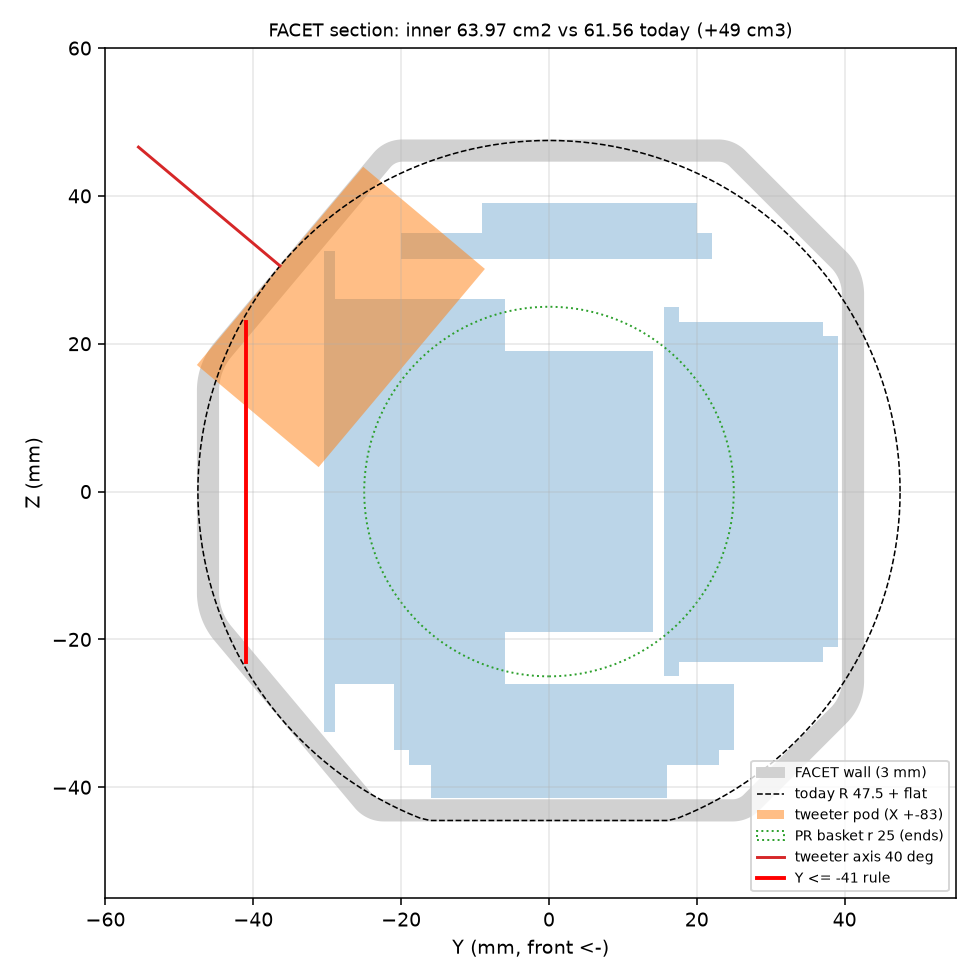 FACET section: inner 63.97 cm2 vs 61.56 today (+49 cm3)
60
40
20
0
−20
−40
Z (mm)
FACET wall (3 mm)
today R 47.5 + flat
tweeter pod (X +-83)
PR basket r 25 (ends)
tweeter axis 40 deg
Y <= -41 rule
−60
−40
−20
0
20
40
Y (mm, front <-)